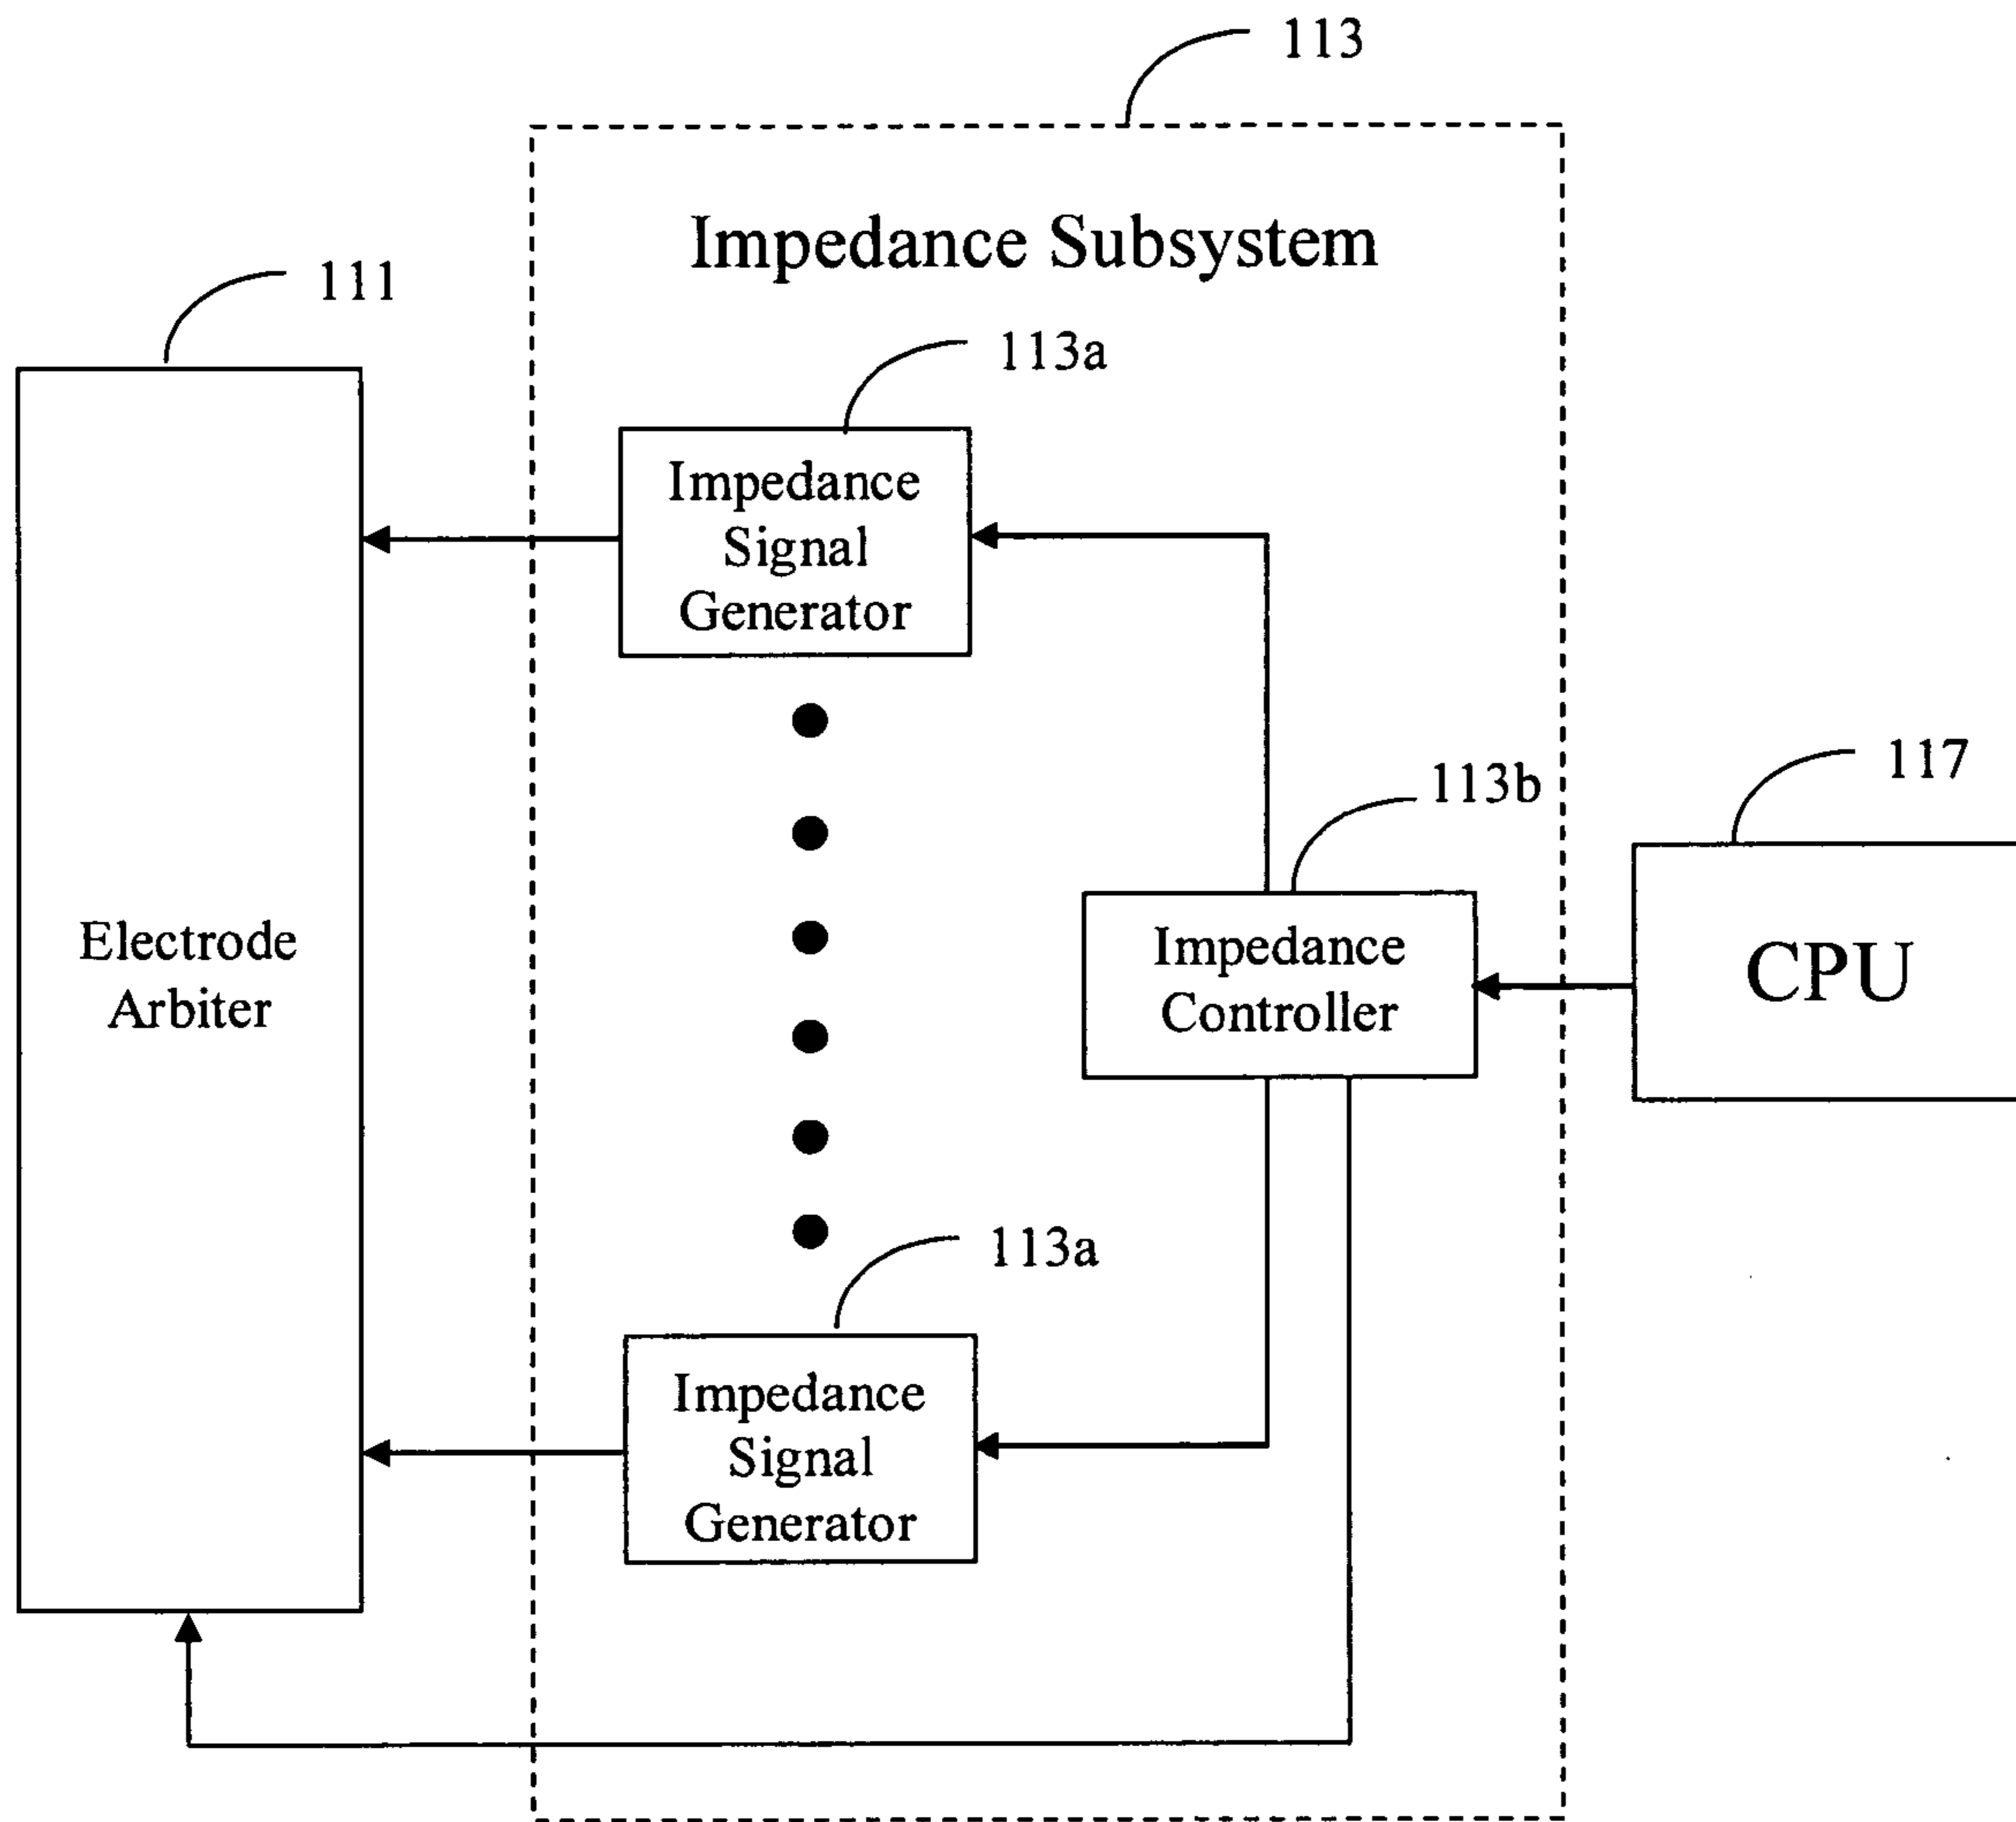 113
Impedance Subsystem
111
113a
Impedance
Signal
Generator
117
113b
Electrode
Arbiter
Impedance
Controller
CPU
113a
Impedance
Signal
Generator